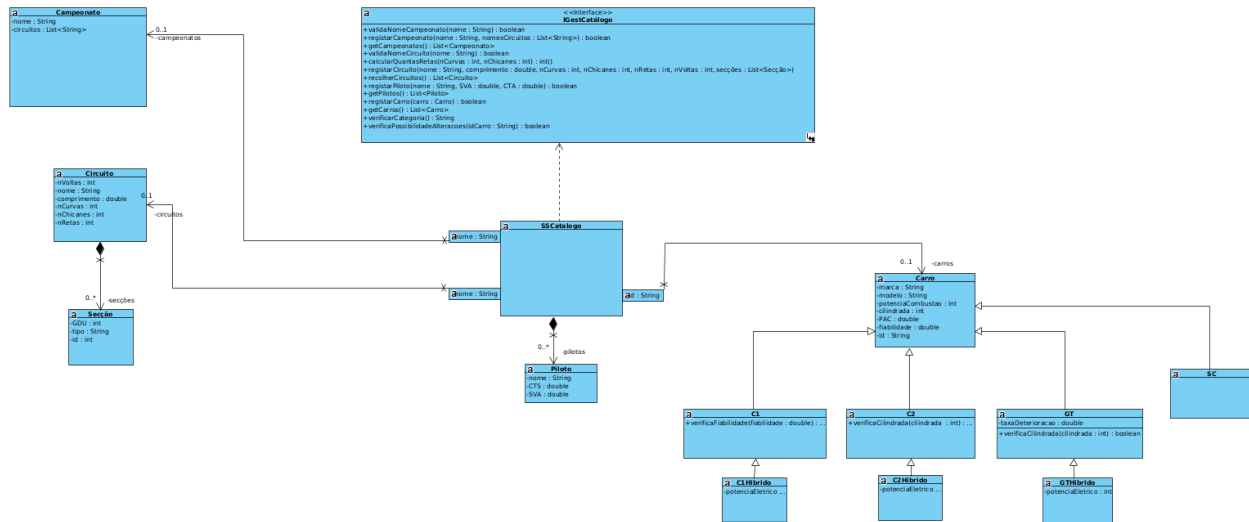 Campeonato
-nome : String
-circuitos : List<String>
0..1
-campeonatos
<<Interface>>
IGestCatálogo
+validaNomeCampeonato(nome : String) : boolean
+registarCampeonato(nome : String, nomesCircuitos : List<String>) : boolean
+getCampeonatos() : List<Campeonato>
+validaNomeCircuito(nome : String) : boolean
+calcularQuantasRetas(nCurvas : int, nChicanes : int) : int()
+registarCircuito(nome : String, comprimento : double, nCurvas : int, nChicanes : int, nRetas : int, nVoltas : int, secções : List<Secção>)
+recolherCircuitos() : List<Circuito>
+registarPiloto(nome : String, SVA : double, CTA : double) : boolean
+getPilotos() : List<Piloto>
+registarCarro(carro : Carro) : boolean
+getCarros() : List<Carro>
+verificarCategoria() : String
+verificaPossibilidadeAlteracoes(idCarro : String) : boolean
Circuito
-nVoltas : int
-nome : String
-comprimento : double
-nCurvas : int
-nChicanes : int
-nRetas : int
0..1
-circuitos
0..*
-secções
Secção
-GDU : int
-tipo : String
-id : int
SSCatalogo
nome : String
nome : String
id : String
0..*
-pilotos
Piloto
-nome : String
-CTS : double
-SVA : double
0..1
-carros
Carro
-marca : String
-modelo : String
-potenciaCombustao : int
-cilindrada : int
-PAC : double
-fiabilidade : double
-id : String
SC
C1
+verificaFiabilidade(fiabilidade : double) : ...
C2
+verificaCilindrada(cilindrada : int) : ...
GT
-taxaDeterioracao : double
+verificaCilindrada(cilindrada : int) : boolean
C1Hibrido
-potenciaEletrico ...
C2Hibrido
-potenciaEletrico ...
GTHibrido
-potenciaEletrico : int